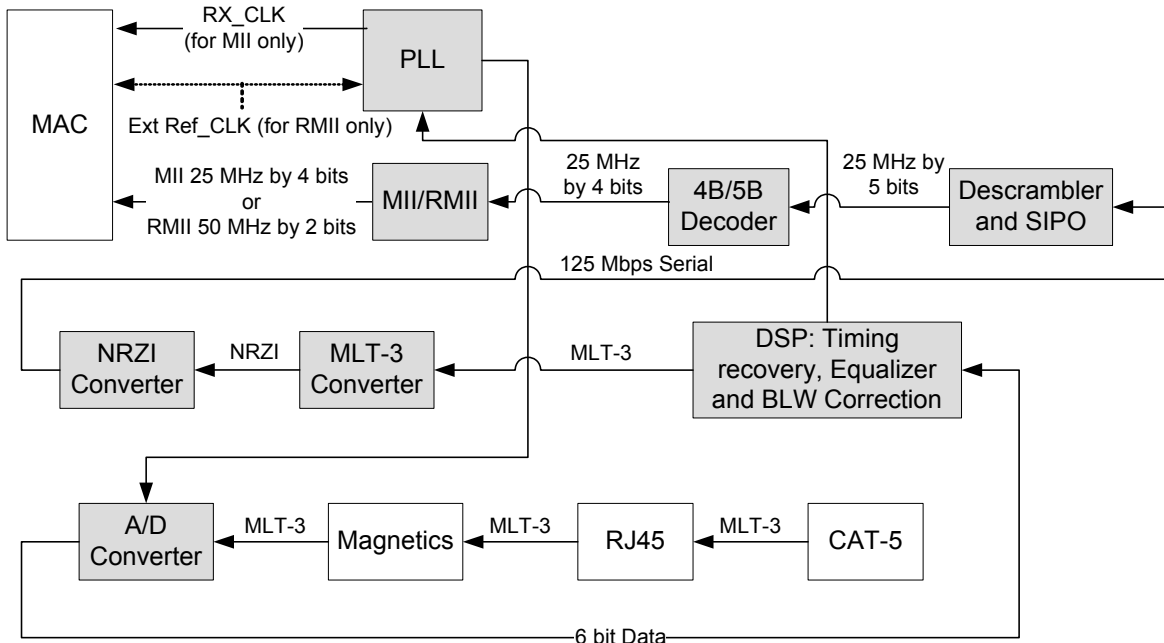 RX_CLK
(for MII only)
PLL
MAC
Ext Ref_CLK (for RMII only)
MII 25 MHz by 4 bits
or
RMII 50 MHz by 2 bits
MII/RMII
25 MHz
by 4 bits
4B/5B
Decoder
25 MHz by
5 bits
Descrambler
and SIPO
125 Mbps Serial
NRZI
Converter
NRZI
MLT-3
Converter
MLT-3
DSP: Timing
recovery, Equalizer
and BLW Correction
A/D
Converter
MLT-3
Magnetics
MLT-3
RJ45
MLT-3
CAT-5
6 bit Data